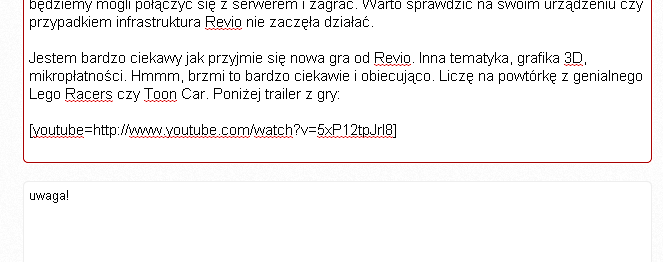 będziemy mogli połączyć się z serwerem i zagrać. Warto sprawdzić na swoim urządzeniu czy
przypadkiem infrastruktura Revio nie zaczęła działać.
Jestem bardzo ciekawy jak przyjmie się nowa gra od Revio. Inna tematyka, grafika 3D,
mikropłatności. Hmmm, brzmi to bardzo ciekawie i obiecująco. Liczę na powtórkę z genialnego
Lego Racers czy Toon Car. Poniżej trailer z gry:
[youtube=http://www.youtube.com/watch?v=5xP12tpJrl8]
uwaga!